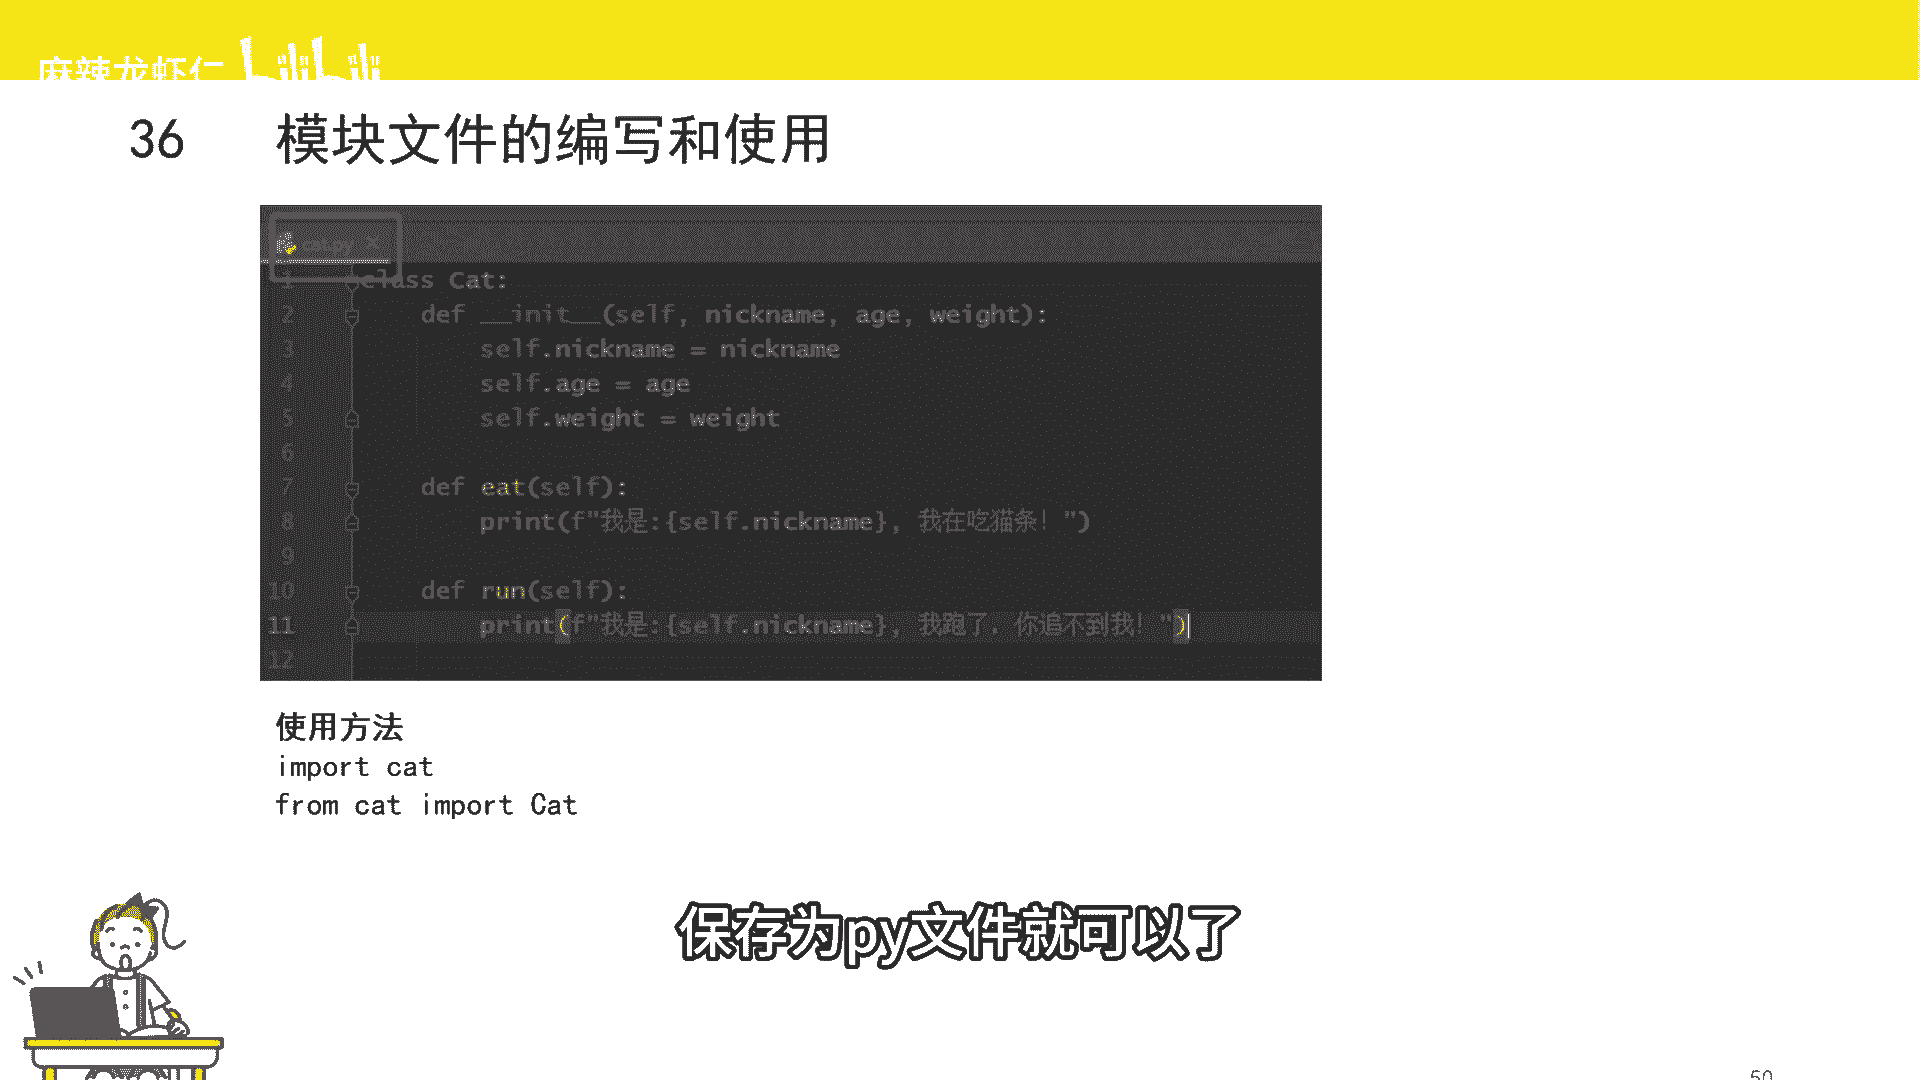 麻辣龙虾仁 bilibili
36 模块文件的编写和使用
cat.py
1 class Cat:
2 def __init__(self, nickname, age, weight):
3 self.nickname = nickname
4 self.age = age
5 self.weight = weight
6
7 def eat(self):
8 print(f"我是:{self.nickname}, 我在吃猫条! ")
9
10 def run(self):
11 print(f"我是:{self.nickname}, 我跑了, 你追不到我! ")
12
使用方法
import cat
from cat import Cat
保存为py文件就可以了
50